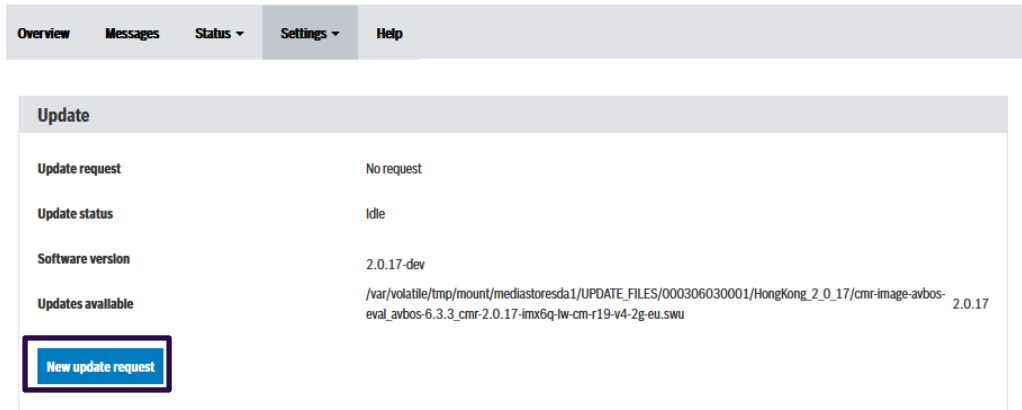 Overview Messages Status Settings Help
Update
Update request No request
Update status Idle
Software version 2.0.17-dev
Updates available /var/volatile/tmp/mount/mediastoresda1/UPDATE_FILES/000306030001/HongKong_2_0_17/cmr-image-avbos- 2.0.17
eval_avbos-6.3.3_cmr-2.0.17-imx6q-lw-cm-r19-v4-2g-eu.swu
New update request